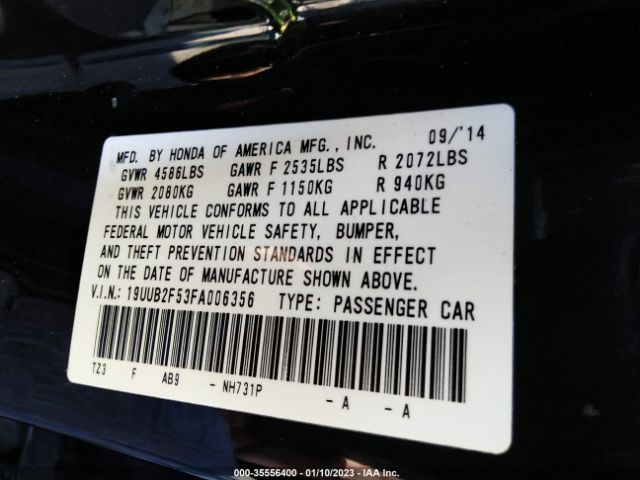 MFD. BY HONDA OF AMERICA MFG., INC. 09/'14
GVWR 4586LBS GAWR F 2535LBS R 2072LBS
GVWR 2080KG GAWR F 1150KG R 940KG
THIS VEHICLE CONFORMS TO ALL APPLICABLE
FEDERAL MOTOR VEHICLE SAFETY, BUMPER,
AND THEFT PREVENTION STANDARDS IN EFFECT
ON THE DATE OF MANUFACTURE SHOWN ABOVE.
V.I.N.: 19UUB2F53FA006356 TYPE: PASSENGER CAR
TZ3 F AB9 - NH731P - A - A
000-35556400 - 01/10/2023 - IAA Inc.